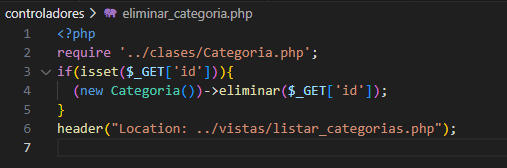 controladores > eliminar_categoria.php
1 <?php
2 require '../clases/Categoria.php';
3 if(isset($_GET['id'])){
4 (new Categoria())->eliminar($_GET['id']);
5 }
6 header("Location: ../vistas/listar_categorias.php");
7